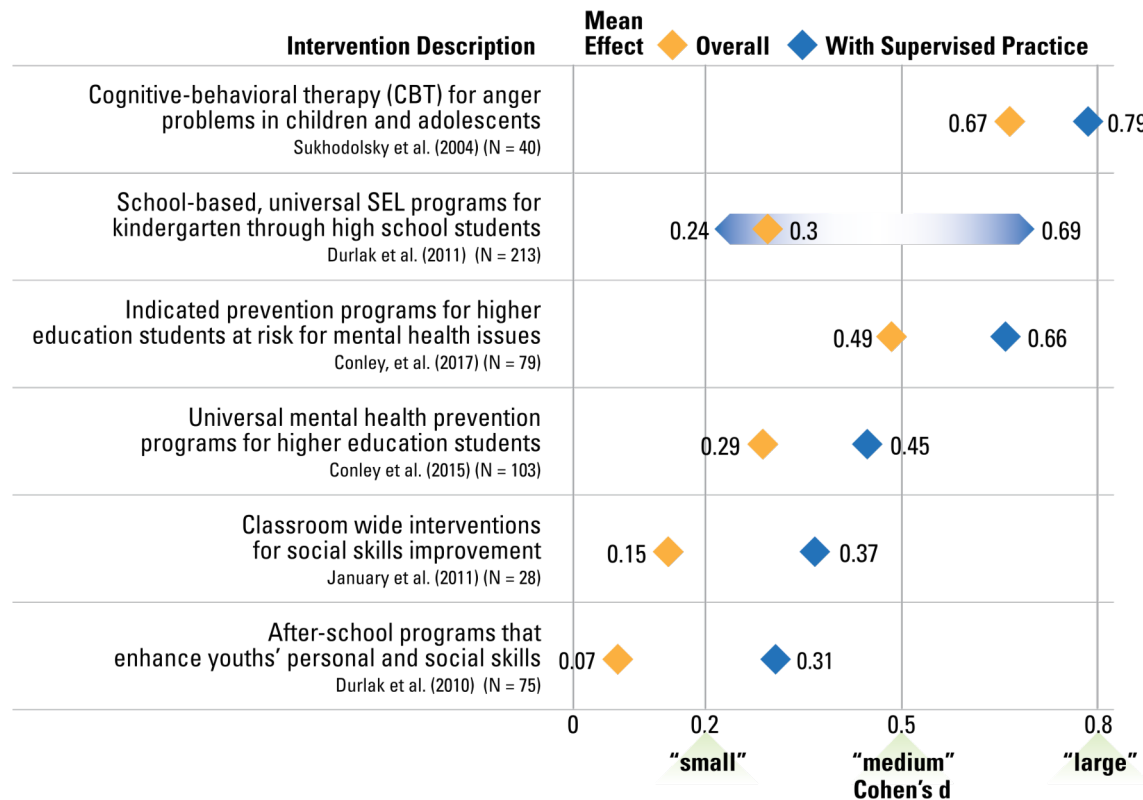 Intervention Description
Mean
Effect Overall With Supervised Practice
Cognitive-behavioral therapy (CBT) for anger
problems in children and adolescents
Sukhodolsky et al. (2004) (N = 40)
0.67
0.79
School-based, universal SEL programs for
kindergarten through high school students
Durlak et al. (2011) (N = 213)
0.24
0.3
0.69
Indicated prevention programs for higher
education students at risk for mental health issues
Conley, et al. (2017) (N = 79)
0.49
0.66
Universal mental health prevention
programs for higher education students
Conley et al. (2015) (N = 103)
0.29
0.45
Classroom wide interventions
for social skills improvement
January et al. (2011) (N = 28)
0.15
0.37
After-school programs that
enhance youths’ personal and social skills
Durlak et al. (2010) (N = 75)
0.07
0.31
0 0.2 0.5 0.8
“small” “medium” “large”
Cohen’s d